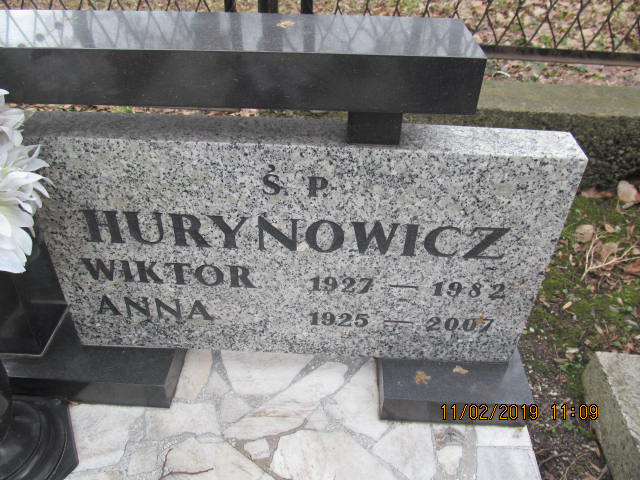 Ś P
HURYNOWICZ
WIKTOR 1927 — 1982
ANNA 1925 — 2007
11/02/2019 11:09